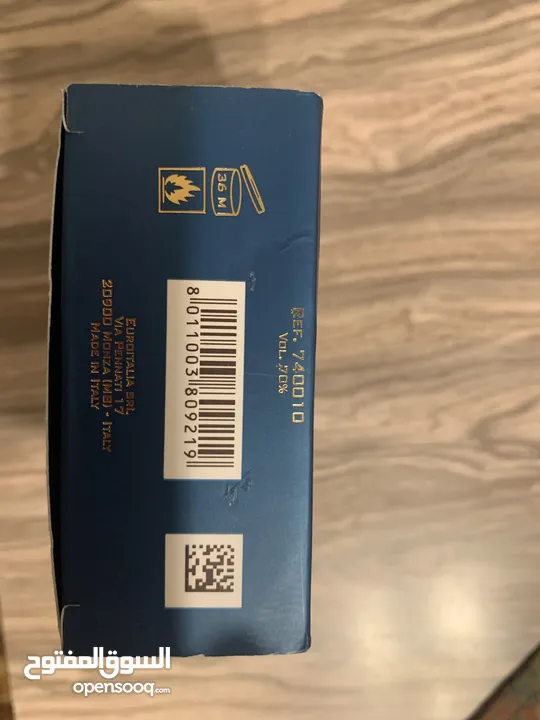 36 M
REF. 740010
VOL. 70%
8 011003 809219
EUROITALIA SRL
VIA PENNATI 17
20900 MONZA (MB) - ITALY
MADE IN ITALY
السوق المفتوح
opensooq.com